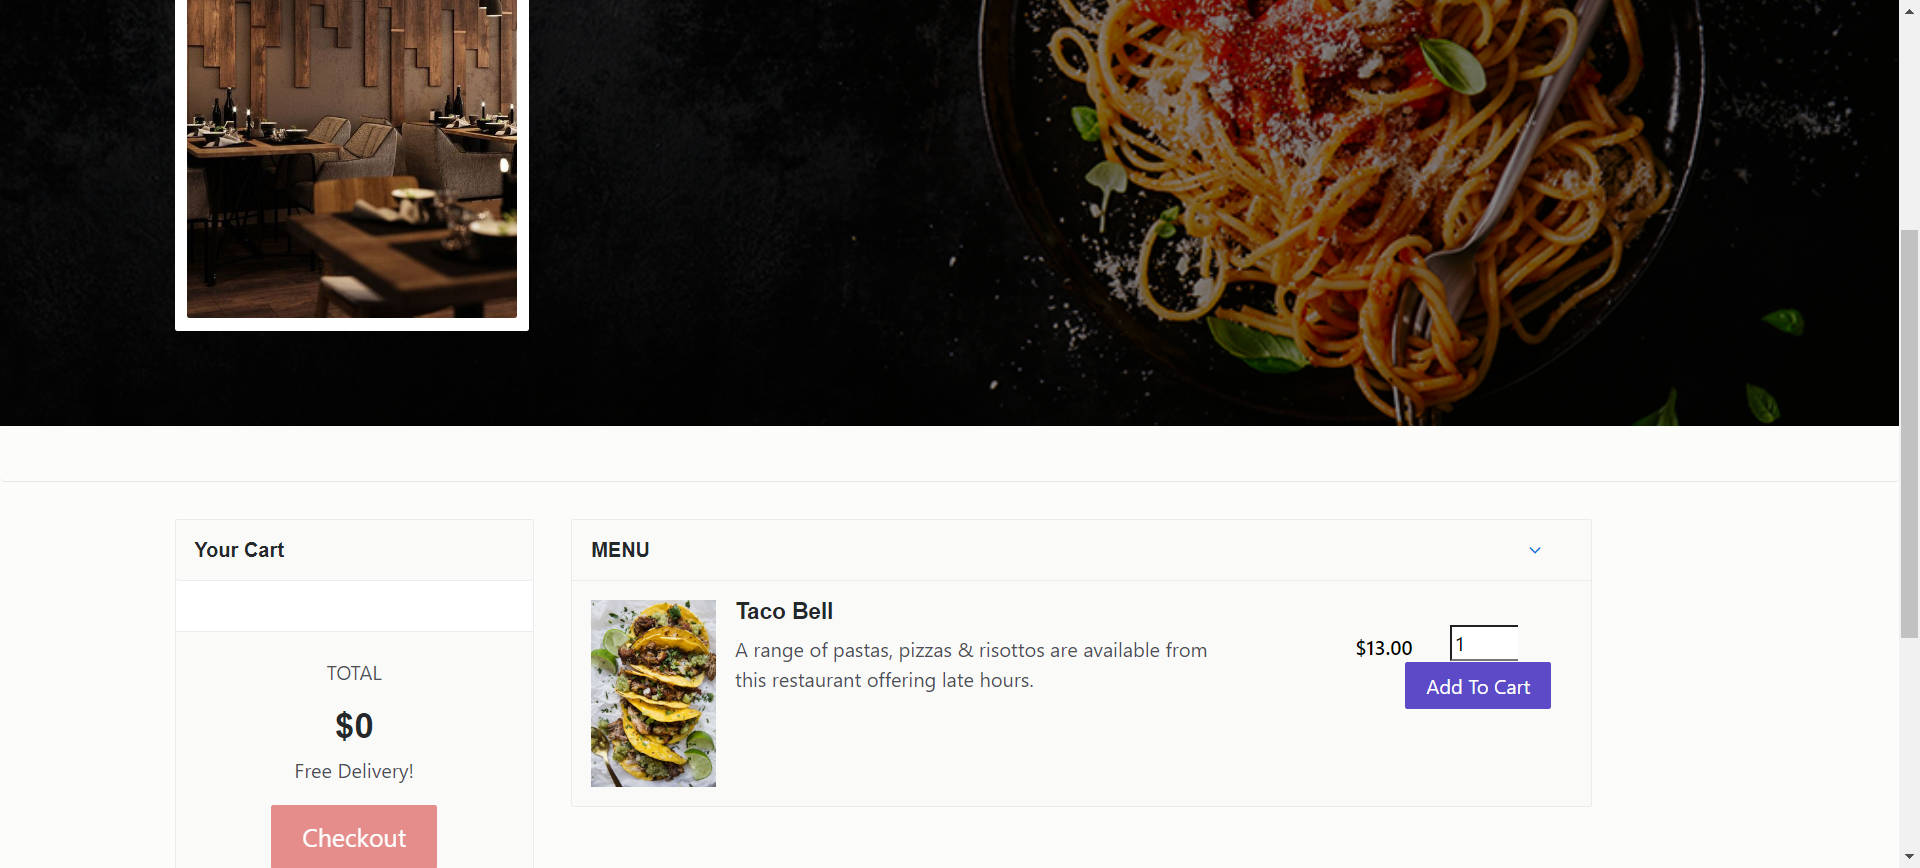 Your Cart
TOTAL
$0
Free Delivery!
Checkout
MENU
Taco Bell
A range of pastas, pizzas & risottos are available from
this restaurant offering late hours.
$13.00
1
Add To Cart